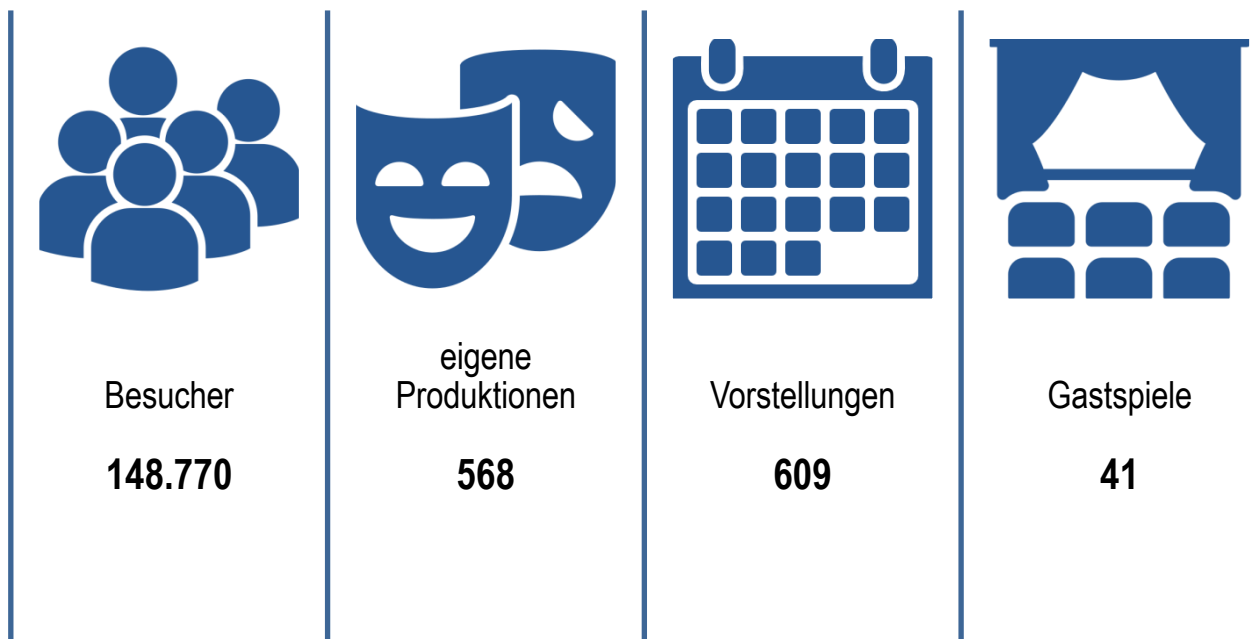 Besucher
148.770
eigene
Produktionen
568
Vorstellungen
609
Gastspiele
41